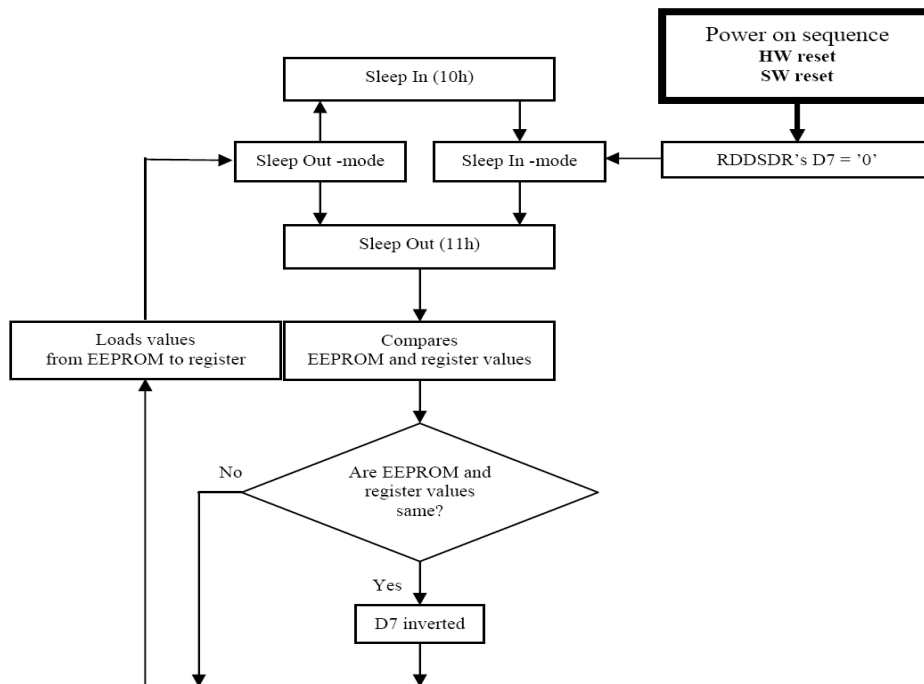 Power on sequence
HW reset
SW reset
Sleep In (10h)
Sleep Out -mode
Sleep In -mode
RDDSDR's D7 = '0'
Sleep Out (11h)
Loads values
from EEPROM to register
Compares
EEPROM and register values
No
Are EEPROM and
register values
same?
Yes
D7 inverted